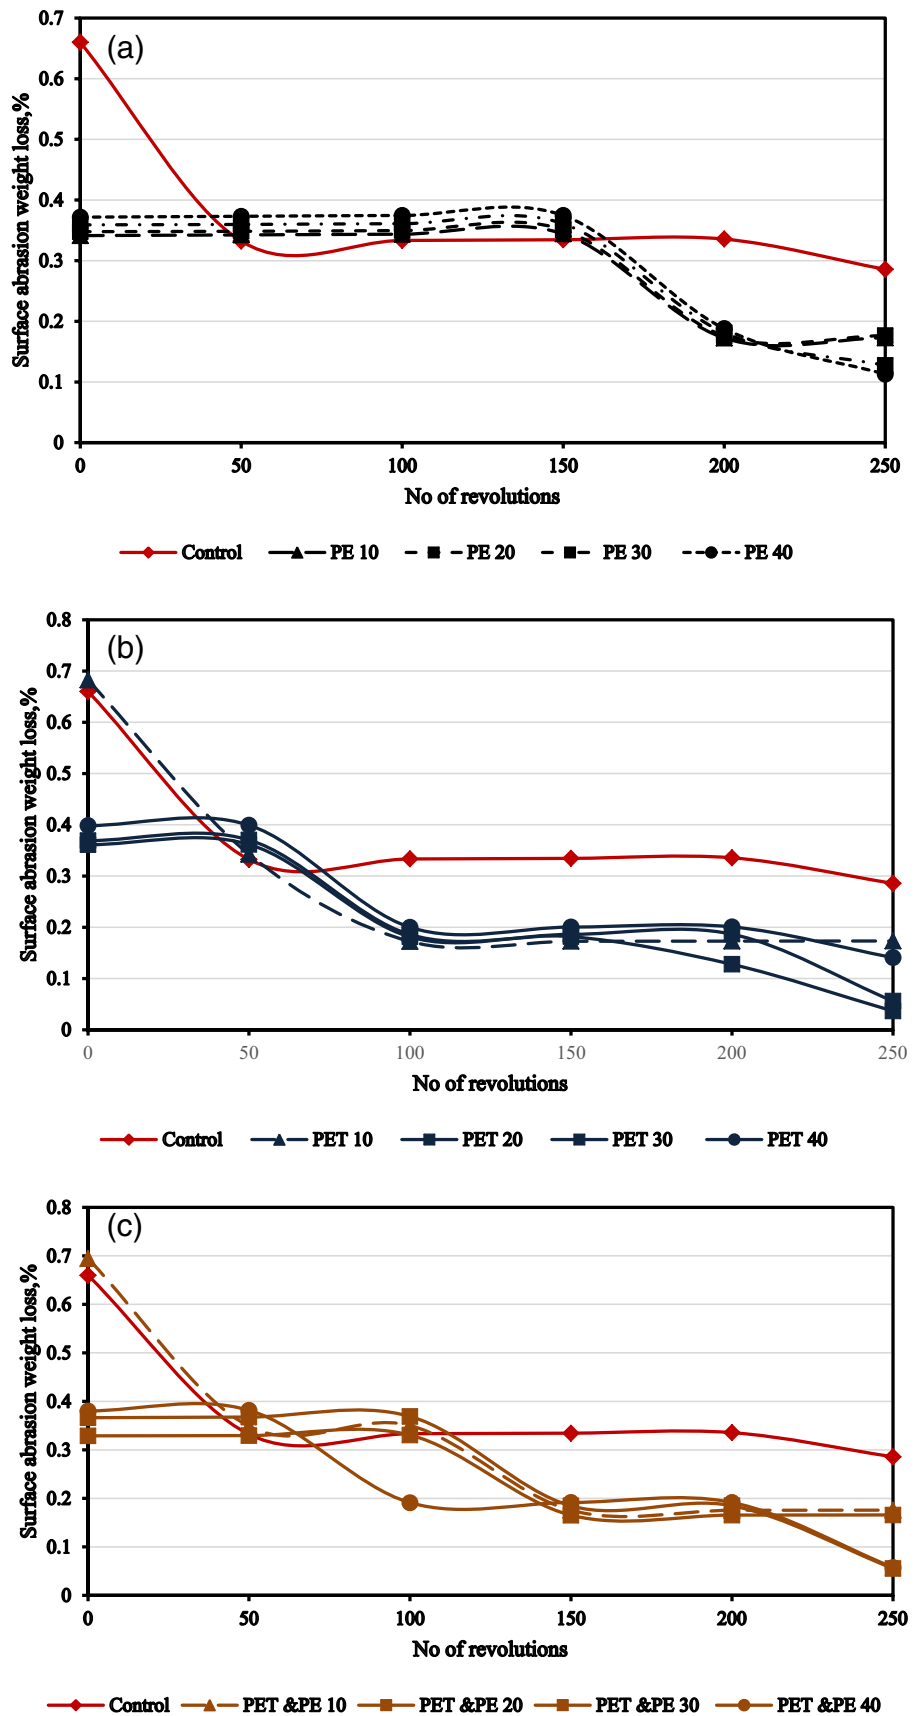 (a)
Surface abrasion weight loss,%
0.7
0.6
0.5
0.4
0.3
0.2
0.1
0
0 50 100 150 200 250
No of revolutions
Control PE 10 PE 20 PE 30 PE 40
(b)
Surface abrasion weight loss,%
0.8
0.7
0.6
0.5
0.4
0.3
0.2
0.1
0
0 50 100 150 200 250
No of revolutions
Control PET 10 PET 20 PET 30 PET 40
(c)
Surface abrasion weight loss,%
0.8
0.7
0.6
0.5
0.4
0.3
0.2
0.1
0
0 50 100 150 200 250
No of revolutions
Control PET &PE 10 PET &PE 20 PET &PE 30 PET &PE 40